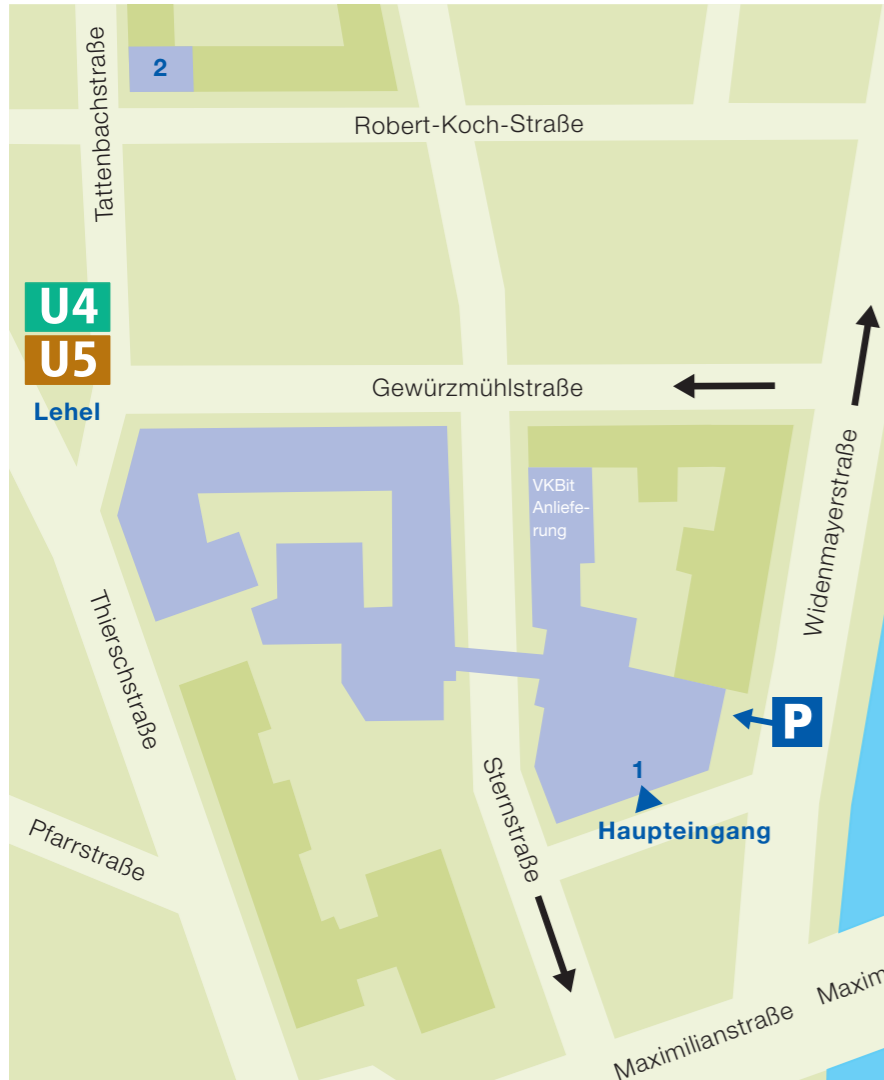 2
Tattenbachstraße
Robert-Koch-Straße
U4
U5
Lehel
Gewürzmühlstraße
VKBit
Anliefe-
rung
Widenmayerstraße
Thierschstraße
P
1
Haupteingang
Sternstraße
Pfarrstraße
Maximilianstraße
Maxim